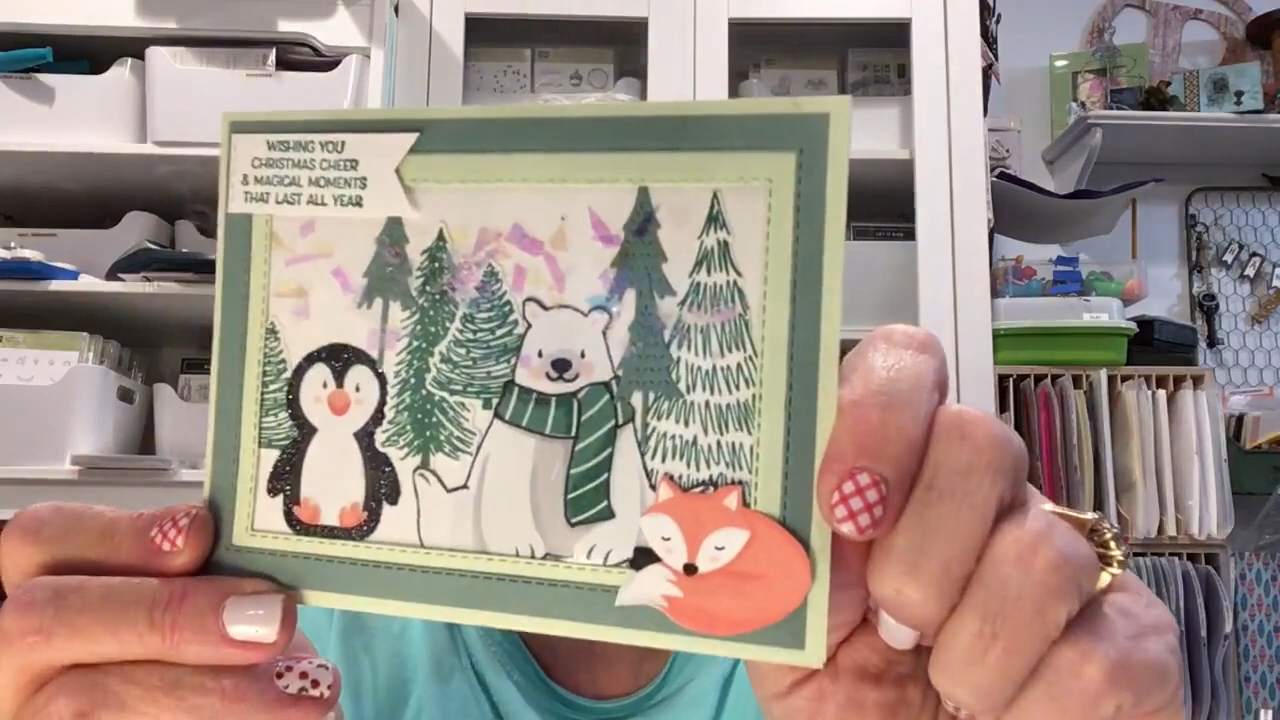 WISHING YOU
CHRISTMAS CHEER
& MAGICAL MOMENTS
THAT LAST ALL YEAR